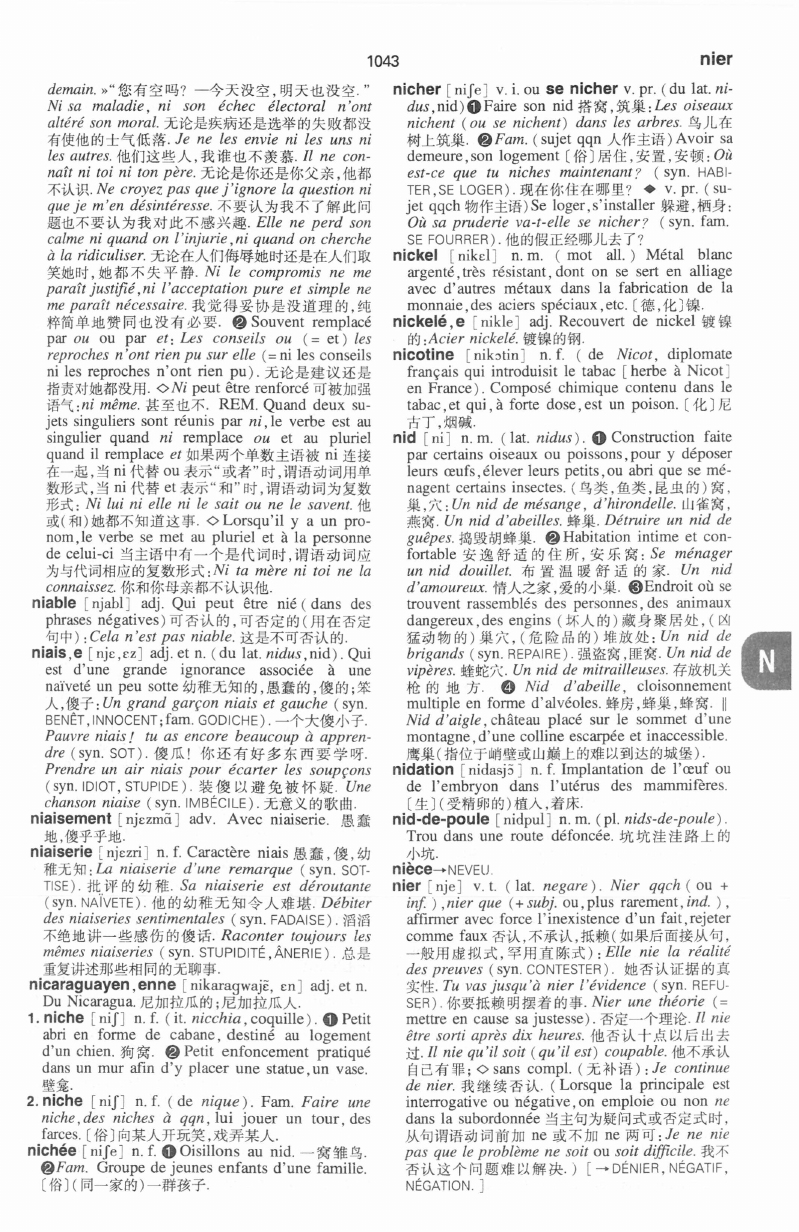 1043
nier
demain. »“您有空吗? —今天没空,明天也没空.”
Ni sa maladie, ni son échec électoral n'ont
altéré son moral. 无论是疾病还是选举的失败都没
有使他的士气低落. Je ne les envie ni les uns ni
les autres. 他们这些人,我谁也不羡慕. Il ne con-
naît ni toi ni ton père. 无论是你还是你父亲,他都
不认识. Ne croyez pas que j'ignore la question ni
que je m'en désintéresse. 不要认为我不了解此问
题也不要认为我对此不感兴趣. Elle ne perd son
calme ni quand on l'injurie,ni quand on cherche
à la ridiculiser. 无论在人们侮辱她时还是在人们取
笑她时,她都不失平静. Ni le compromis ne me
paraît justifié,ni l'acceptation pure et simple ne
me paraît nécessaire. 我觉得妥协是没道理的,纯
粹简单地赞同也没有必要. ❷ Souvent remplacé
par ou ou par et: Les conseils ou (= et) les
reproches n'ont rien pu sur elle (= ni les conseils
ni les reproches n'ont rien pu). 无论是建议还是
指责对她都没用. ◇Ni peut être renforcé 可被加强
语气:ni même. 甚至也不. REM. Quand deux su-
jets singuliers sont réunis par ni,le verbe est au
singulier quand ni remplace ou et au pluriel
quand il remplace et 如果两个单数主语被 ni 连接
在一起,当 ni 代替 ou 表示“或者”时,谓语动词用单
数形式,当 ni 代替 et 表示“和”时,谓语动词为复数
形式: Ni lui ni elle ni le sait ou ne le savent. 他
或(和)她都不知道这事. ◇Lorsqu'il y a un pro-
nom,le verbe se met au pluriel et à la personne
de celui-ci 当主语中有一个是代词时,谓语动词应
为与代词相应的复数形式:Ni ta mère ni toi ne la
connaissez. 你和你母亲都不认识他.
niable [njabl] adj. Qui peut être nié (dans des
phrases négatives) 可否认的,可否定的(用在否定
句中):Cela n'est pas niable. 这是不可否认的.
niais,e [njɛ,ɛz] adj. et n. (du lat. nidus,nid). Qui
est d'une grande ignorance associée à une
naïveté un peu sotte 幼稚无知的,愚蠢的,傻的;笨
人,傻子:Un grand garçon niais et gauche (syn.
BENÊT,INNOCENT;fam. GODICHE). 一个大傻小子.
Pauvre niais! tu as encore beaucoup à appren-
dre (syn. SOT). 傻瓜! 你还有好多东西要学呀.
Prendre un air niais pour écarter les soupçons
(syn. IDIOT, STUPIDE). 装傻以避免被怀疑. Une
chanson niaise (syn. IMBÉCILE). 无意义的歌曲.
niaisement [njɛzmã] adv. Avec niaiserie. 愚蠢
地,傻乎乎地.
niaiserie [njɛzri] n. f. Caractère niais 愚蠢,傻,幼
稚无知:La niaiserie d'une remarque (syn. SOT-
TISE). 批评的幼稚. Sa niaiserie est déroutante
(syn. NAÏVETE). 他的幼稚无知令人难堪. Débiter
des niaiseries sentimentales (syn. FADAISE). 滔滔
不绝地讲一些感伤的傻话. Raconter toujours les
mêmes niaiseries (syn. STUPIDITÉ,ÂNERIE). 总是
重复讲述那些相同的无聊事.
nicaraguayen,enne [nikaragwajɛ̃, ɛn] adj. et n.
Du Nicaragua. 尼加拉瓜的;尼加拉瓜人.
1. niche [niʃ] n. f. (it. nicchia,coquille). ❶ Petit
abri en forme de cabane, destiné au logement
d'un chien. 狗窝. ❷ Petit enfoncement pratiqué
dans un mur afin d'y placer une statue,un vase.
壁龛.
2. niche [niʃ] n. f. (de nique). Fam. Faire une
niche,des niches à qqn, lui jouer un tour, des
farces. [俗]向某人开玩笑,戏弄某人.
nichée [niʃe] n. f. ❶Oisillons au nid. 一窝雏鸟.
❷Fam. Groupe de jeunes enfants d'une famille.
[俗](同一家的)一群孩子.
nicher [niʃe] v. i. ou se nicher v. pr. (du lat. ni-
dus,nid)❶Faire son nid 搭窝,筑巢:Les oiseaux
nichent (ou se nichent) dans les arbres. 鸟儿在
树上筑巢. ❷Fam. (sujet qqn 人作主语)Avoir sa
demeure,son logement [俗]居住,安置,安顿:Où
est-ce que tu niches maintenant? (syn. HABI-
TER,SE LOGER). 现在你住在哪里? ◆ v. pr. (su-
jet qqch 物作主语)Se loger,s'installer 躲避,栖身:
Où sa pruderie va-t-elle se nicher? (syn. fam.
SE FOURRER). 他的假正经哪儿去了?
nickel [nikɛl] n. m. (mot all.) Métal blanc
argenté,très résistant, dont on se sert en alliage
avec d'autres métaux dans la fabrication de la
monnaie,des aciers spéciaux,etc. [德,化]镍.
nickelé,e [nikle] adj. Recouvert de nickel 镀镍
的:Acier nickelé. 镀镍的钢.
nicotine [nikɔtin] n. f. (de Nicot, diplomate
français qui introduisit le tabac [herbe à Nicot]
en France). Composé chimique contenu dans le
tabac,et qui,à forte dose,est un poison. [化]尼
古丁,烟碱.
nid [ni] n. m. (lat. nidus). ❶ Construction faite
par certains oiseaux ou poissons,pour y déposer
leurs œufs,élever leurs petits,ou abri que se mé-
nagent certains insectes. (鸟类,鱼类,昆虫的)窝,
巢,穴:Un nid de mésange, d'hirondelle. 山雀窝,
燕窝. Un nid d'abeilles. 蜂巢. Détruire un nid de
guêpes. 捣毁胡蜂巢. ❷Habitation intime et con-
fortable 安逸舒适的住所,安乐窝: Se ménager
un nid douillet. 布置温暖舒适的家. Un nid
d'amoureux. 情人之家,爱的小巢. ❸Endroit où se
trouvent rassemblés des personnes, des animaux
dangereux,des engins (坏人的)藏身聚居处,(凶
猛动物的)巢穴,(危险品的)堆放处:Un nid de
brigands (syn. REPAIRE). 强盗窝,匪窝. Un nid de
vipères. 蝰蛇穴. Un nid de mitrailleuses. 存放机关
枪的地方. ❹ Nid d'abeille, cloisonnement
multiple en forme d'alvéoles. 蜂房,蜂巢,蜂窝. ‖
Nid d'aigle,château placé sur le sommet d'une
montagne,d'une colline escarpée et inaccessible.
鹰巢(指位于峭壁或山巅上的难以到达的城堡).
nidation [nidasjɔ̃] n. f. Implantation de l'œuf ou
de l'embryon dans l'utérus des mammifères.
[生](受精卵的)植入,着床.
nid-de-poule [nidpul] n. m. (pl. nids-de-poule).
Trou dans une route défoncée. 坑坑洼洼路上的
小坑.
nièce→NEVEU.
nier [nje] v. t. (lat. negare). Nier qqch (ou +
inf.),nier que (+subj. ou,plus rarement,ind.),
affirmer avec force l'inexistence d'un fait,rejeter
comme faux 否认,不承认,抵赖(如果后面接从句,
一般用虚拟式,罕用直陈式):Elle nie la réalité
des preuves (syn. CONTESTER). 她否认证据的真
实性. Tu vas jusqu'à nier l'évidence (syn. REFU-
SER). 你要抵赖明摆着的事. Nier une théorie (=
mettre en cause sa justesse). 否定一个理论. Il nie
être sorti après dix heures. 他否认十点以后出去
过. Il nie qu'il soit (qu'il est) coupable. 他不承认
自己有罪;◇ sans compl. (无补语):Je continue
de nier. 我继续否认. (Lorsque la principale est
interrogative ou négative,on emploie ou non ne
dans la subordonnée 当主句为疑问式或否定式时,
从句谓语动词前加 ne 或不加 ne 两可:Je ne nie
pas que le problème ne soit ou soit difficile. 我不
否认这个问题难以解决.) [→DÉNIER, NÉGATIF,
NÉGATION.]
N